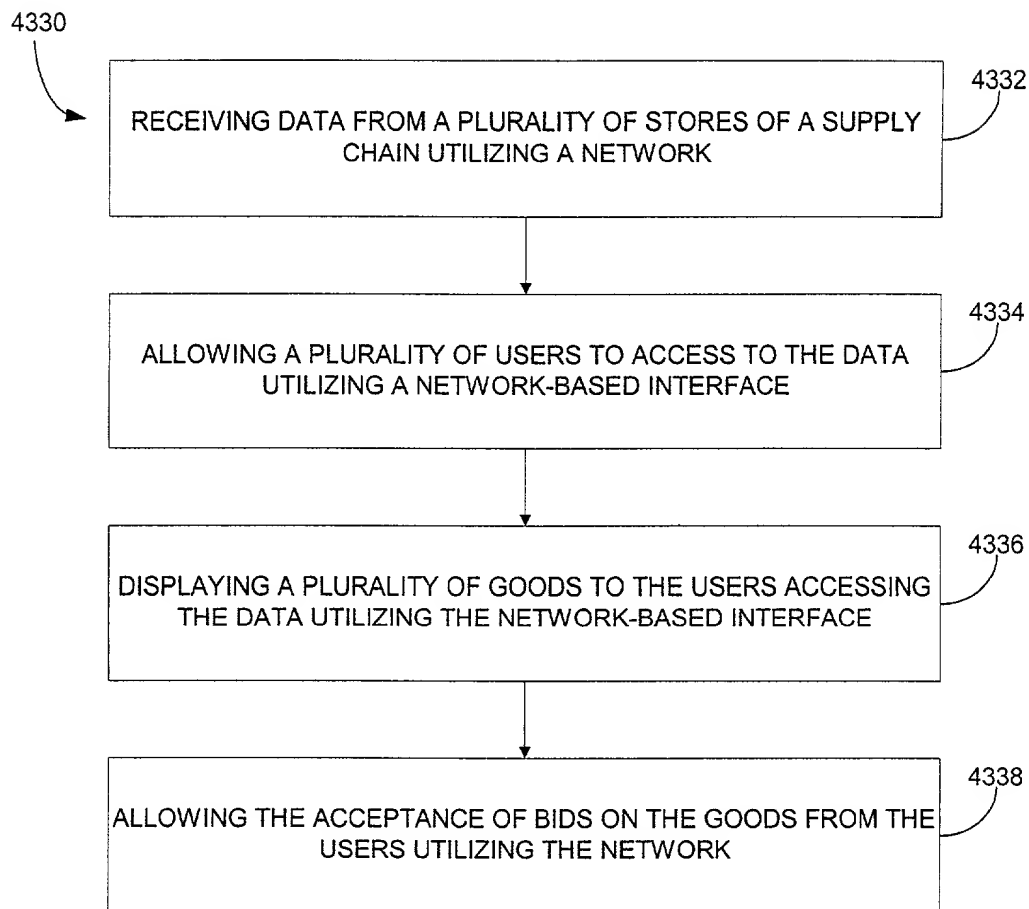 4330
4332
RECEIVING DATA FROM A PLURALITY OF STORES OF A SUPPLY
CHAIN UTILIZING A NETWORK
4334
ALLOWING A PLURALITY OF USERS TO ACCESS TO THE DATA
UTILIZING A NETWORK-BASED INTERFACE
4336
DISPLAYING A PLURALITY OF GOODS TO THE USERS ACCESSING
THE DATA UTILIZING THE NETWORK-BASED INTERFACE
4338
ALLOWING THE ACCEPTANCE OF BIDS ON THE GOODS FROM THE
USERS UTILIZING THE NETWORK